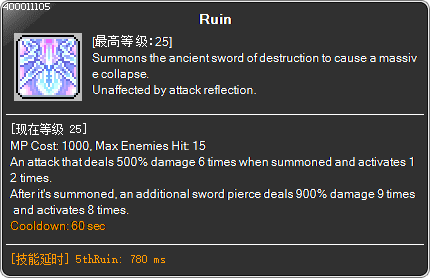 400011105
Ruin
[最高等级:25]
Summons the ancient sword of destruction to cause a massiv
e collapse.
Unaffected by attack reflection.
[现在等级 25]
MP Cost: 1000, Max Enemies Hit: 15
An attack that deals 500% damage 6 times when summoned and activates 1
2 times.
After it's summoned, an additional sword pierce deals 900% damage 9 times
and activates 8 times.
Cooldown: 60 sec
[技能延时] 5thRuin: 780 ms